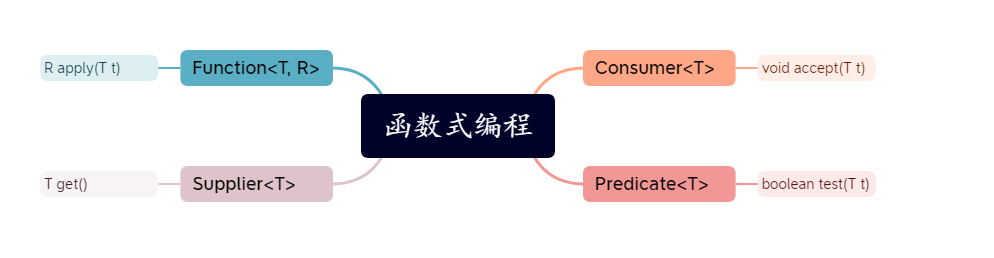 R apply(T t)
Function<T, R>
Consumer<T>
void accept(T t)
函数式编程
T get()
Supplier<T>
Predicate<T>
boolean test(T t)